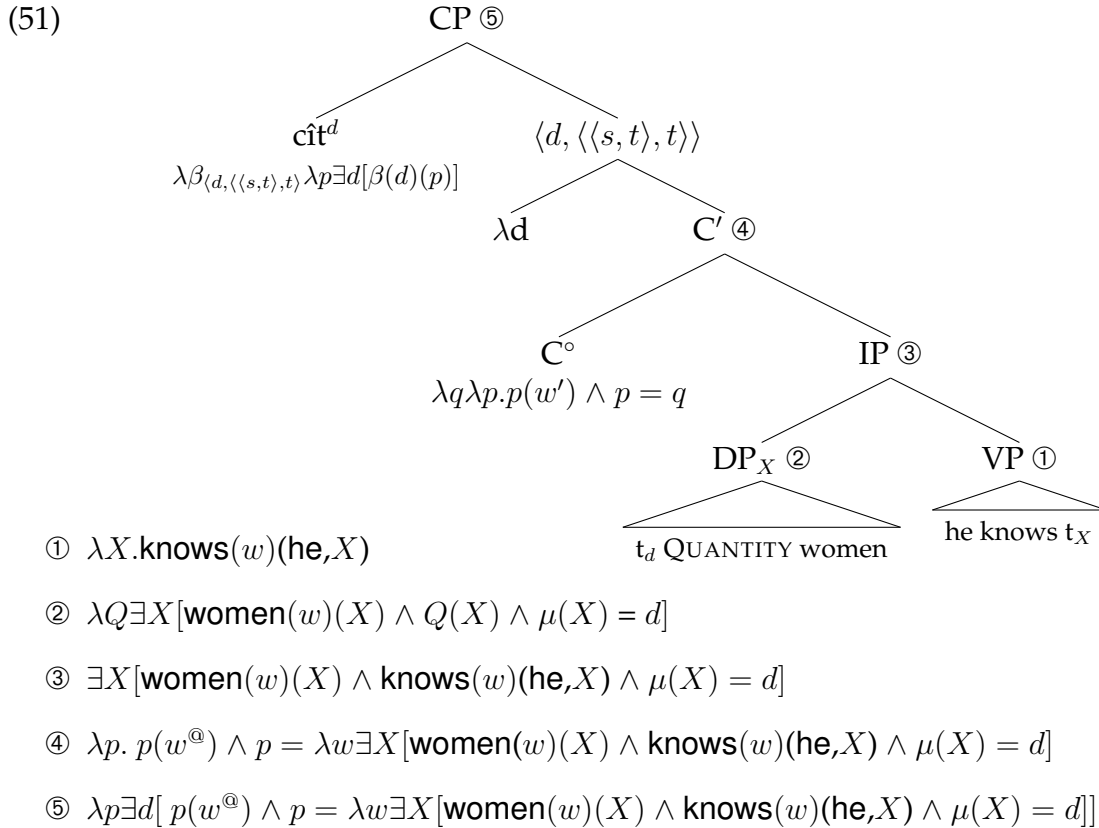 (51)
CP ⑤
cît^d ⟨d, ⟨⟨s, t⟩, t⟩⟩
λβ_{⟨d,⟨⟨s,t⟩,t⟩}λp∃d[β(d)(p)]
λd C′ ④
C° IP ③
λqλp.p(w′) ∧ p = q
DP_X ② VP ①
t_d QUANTITY women he knows t_X
① λX.knows(w)(he,X)
② λQ∃X[women(w)(X) ∧ Q(X) ∧ μ(X) = d]
③ ∃X[women(w)(X) ∧ knows(w)(he,X) ∧ μ(X) = d]
④ λp. p(w^@) ∧ p = λw∃X[women(w)(X) ∧ knows(w)(he,X) ∧ μ(X) = d]
⑤ λp∃d[ p(w^@) ∧ p = λw∃X[women(w)(X) ∧ knows(w)(he,X) ∧ μ(X) = d]]